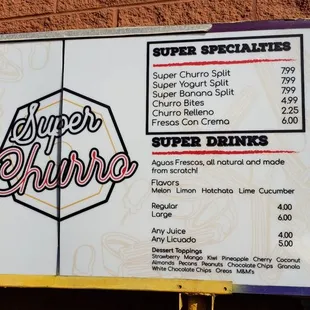 Super
Churro
SUPER SPECIALTIES
Super Churro Split 7.99
Super Yogurt Split 7.99
Super Banana Split 7.99
Churro Bites 4.99
Churro Relleno 2.25
Fresas Con Crema 6.00
SUPER DRINKS
Aguas Frescas, all natural and made
from scratch!
Flavors
Melon Limon Hotchata Lime Cucumber
Regular 4.00
Large 6.00
Any Juice 4.00
Any Licuado 5.00
Dessert Toppings
Strawberry Mango Kiwi Pineapple Cherry Coconut
Almonds Pecans Peanuts Chocolate Chips Granola
White Chocolate Chips Oreos M&M's